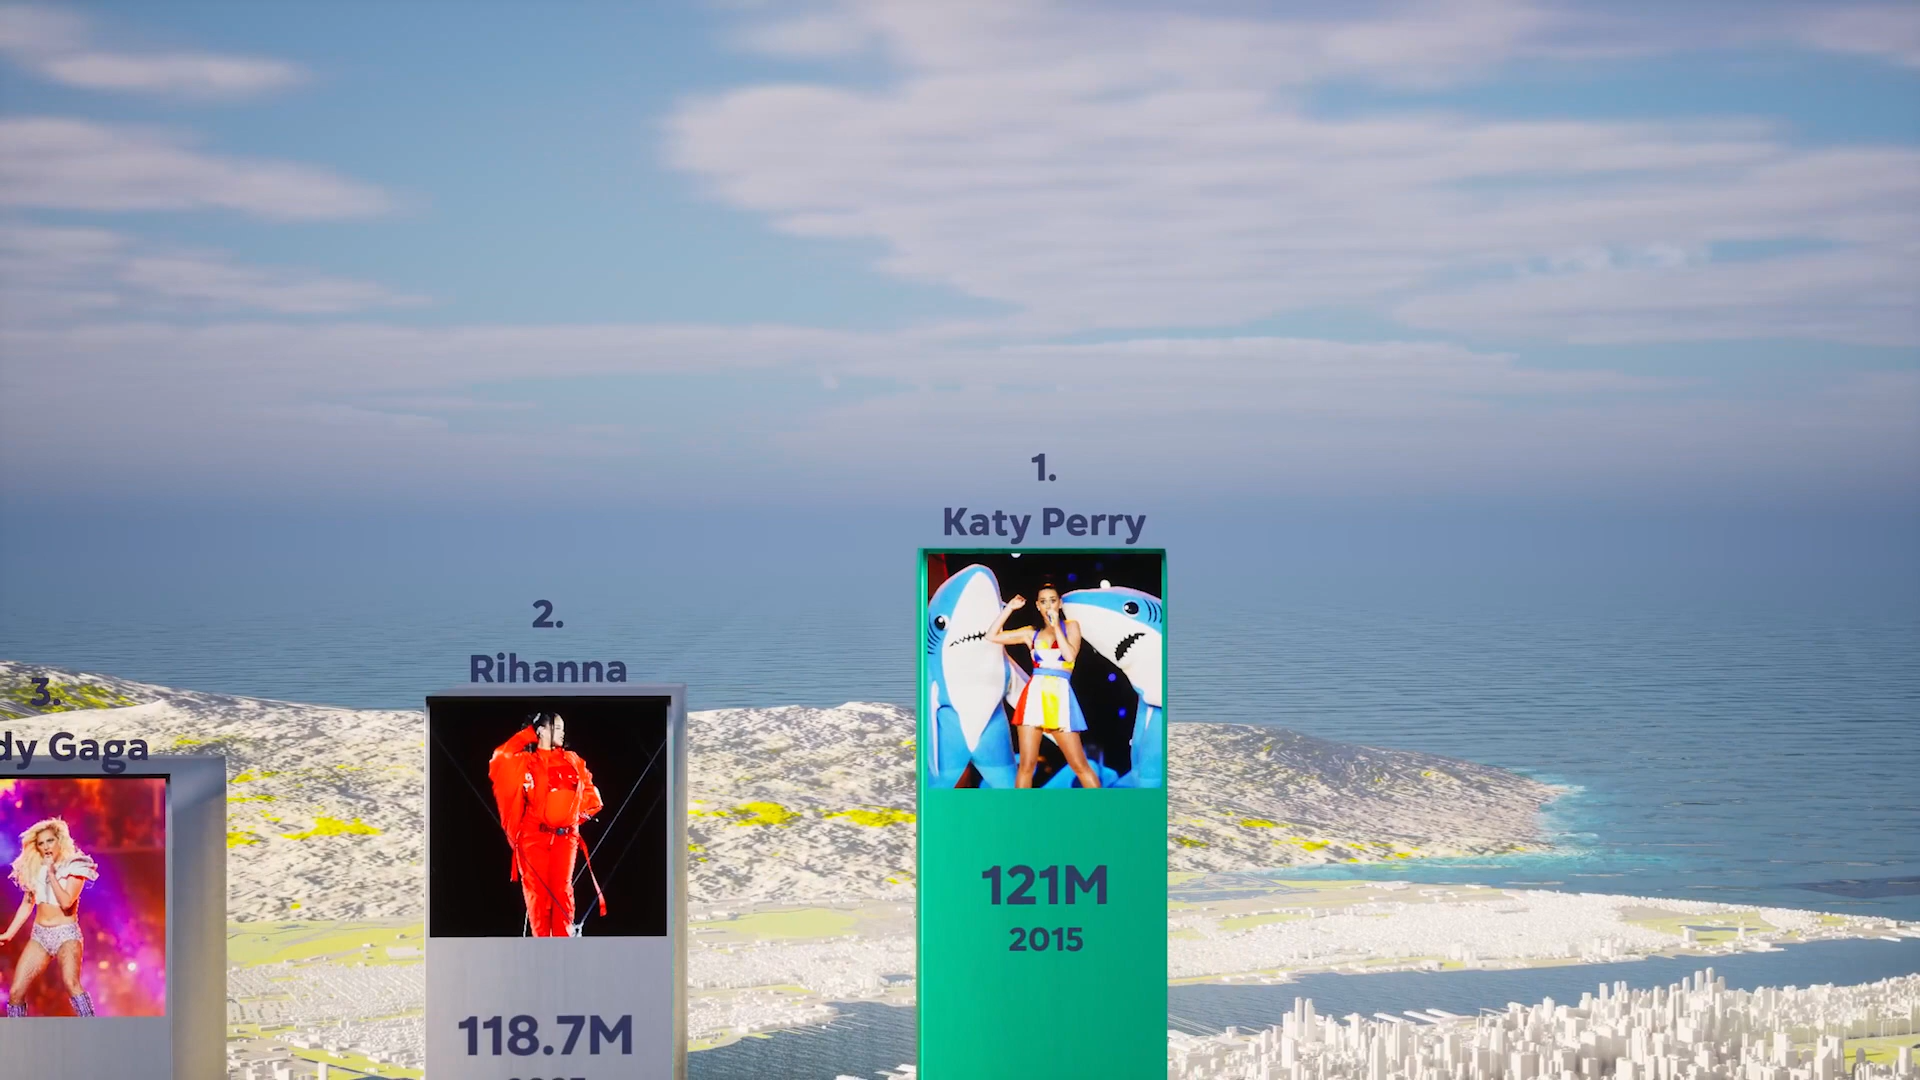 3.
dy Gaga
2.
Rihanna
118.7M
1.
Katy Perry
121M
2015